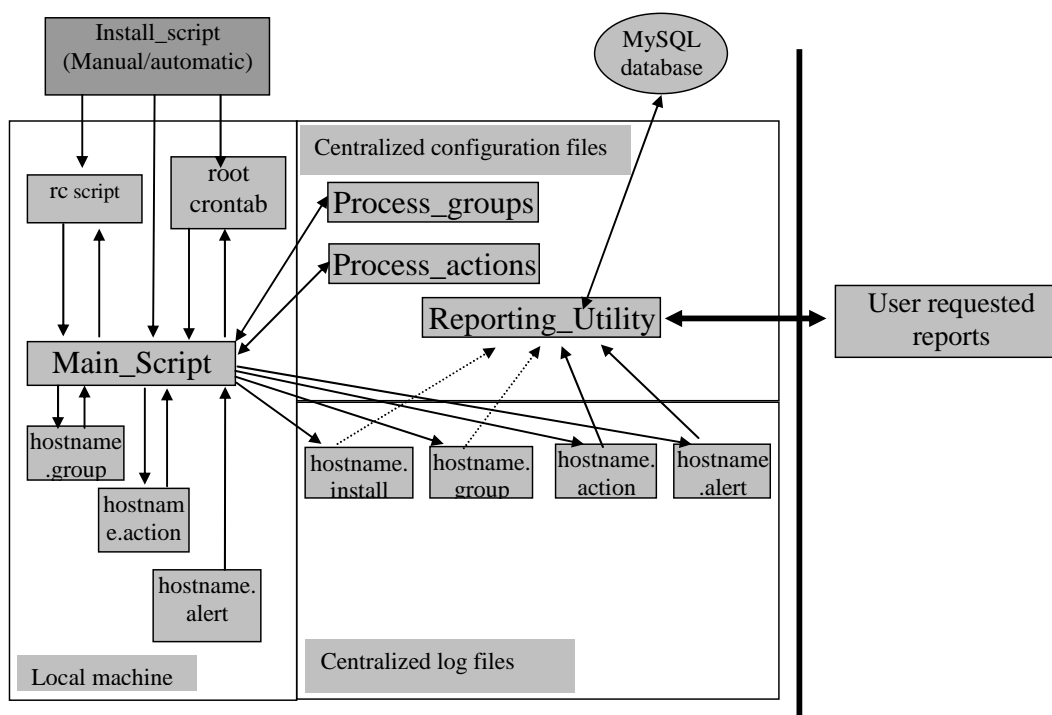 Install_script
(Manual/automatic)
MySQL
database
Centralized configuration files
rc script
root
crontab
Process_groups
Process_actions
Reporting_Utility
User requested
reports
Main_Script
hostname
.group
hostnam
e.action
hostname.
alert
hostname.
install
hostname.
group
hostname.
action
hostname
.alert
Local machine
Centralized log files